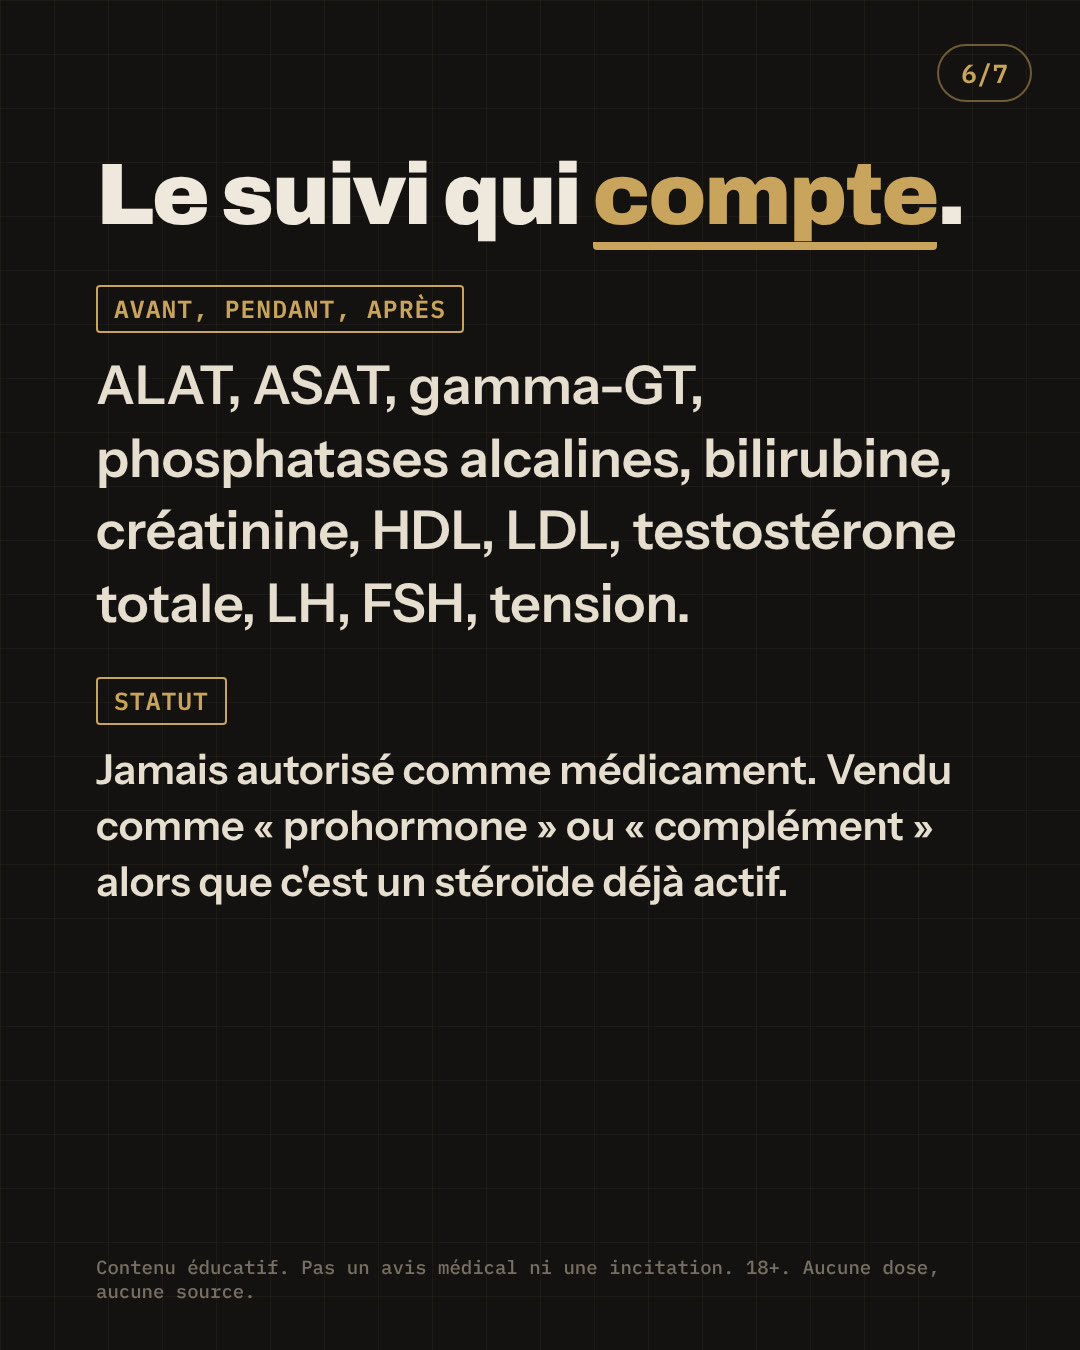 6/7
Le suivi qui compte.
AVANT, PENDANT, APRÈS
ALAT, ASAT, gamma-GT,
phosphatases alcalines, bilirubine,
créatinine, HDL, LDL, testostérone
totale, LH, FSH, tension.
STATUT
Jamais autorisé comme médicament. Vendu
comme « prohormone » ou « complément »
alors que c'est un stéroïde déjà actif.
Contenu éducatif. Pas un avis médical ni une incitation. 18+. Aucune dose,
aucune source.